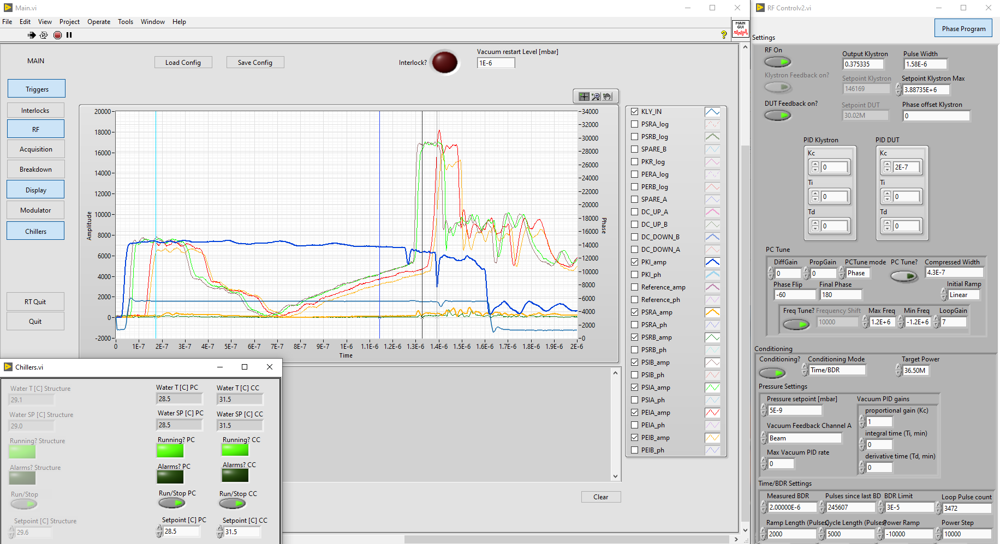 Main.vi
File Edit View Project Operate Tools Window Help
MAIN GUI
MAIN
Load Config
Save Config
Interlock?
Vacuum restart Level [mbar]
1E-6
Triggers
Interlocks
RF
Acquisition
Breakdown
Display
Modulator
Chillers
RT Quit
Quit
Amplitude
20000
18000
16000
14000
12000
10000
8000
6000
4000
2000
0
-2000
34000
32000
30000
28000
26000
24000
22000
20000
18000
16000
14000
12000
10000
8000
6000
4000
2000
0
Phase
0 1E-7 2E-7 3E-7 4E-7 5E-7 6E-7 7E-7 8E-7 9E-7 1E-6 1.1E-6 1.2E-6 1.3E-6 1.4E-6 1.5E-6 1.6E-6 1.7E-6 1.8E-6 1.9E-6 2E-6
Time
KLY_IN
PSRA_log
PSRB_log
SPARE_B
PKR_log
PERA_log
PERB_log
SPARE_A
DC_UP_A
DC_UP_B
DC_DOWN_B
DC_DOWN_A
PKI_amp
PKI_ph
Reference_amp
Reference_ph
PSRA_amp
PSRA_ph
PSRB_amp
PSRB_ph
PSIB_amp
PSIB_ph
PSIA_amp
PSIA_ph
PEIA_amp
PEIA_ph
PEIB_amp
PEIB_ph
Clear
Chillers.vi
Water T [C] Structure Water T [C] PC Water T [C] CC
29.1 28.5 31.5
Water SP [C] Structure Water SP [C] PC Water SP [C] CC
29.0 28.5 31.5
Running? Structure Running? PC Running? CC
Alarms? Structure Alarms? PC Alarms? CC
Run/Stop Run/Stop PC Run/Stop CC
Setpoint [C] Structure Setpoint [C] PC Setpoint [C] CC
29.6 28.5 31.5
RF Controlv2.vi
Phase Program
Settings
RF On Output Klystron Pulse Width
0.375335 1.58E-6
Klystron Feedback on? Setpoint Klystron Setpoint Klystron Max
146169 3.88735E+6
DUT Feedback on? Setpoint DUT Phase offset Klystron
30.02M 0
PID Klystron PID DUT
Kc Kc
0 2E-7
Ti Ti
0 0
Td Td
0 0
PC Tune
DiffGain PropGain PCTune mode PC Tune? Compressed Width
0 0 Phase 4.3E-7
Phase Flip Final Phase Initial Ramp
-60 180 Linear
Freq Tune? Frequency Shift Max Freq Min Freq LoopGain
10000 1.2E+6 -1.2E+6 7
Conditioning
Conditioning? Conditioning Mode Target Power
Time/BDR 36.50M
Pressure Settings
Pressure setpoint [mbar] Vacuum PID gains
5E-9 proportional gain (Kc)
1
Vacuum Feedback Channel A integral time (Ti, min)
Beam 0
Max Vacuum PID rate derivative time (Td, min)
0 0
Time/BDR Settings
Measured BDR Pulses since last BD BDR Limit Loop Pulse count
2.00000E-6 245607 3E-5 3472
Ramp Length (Pulses) Cycle Length (Pulses) Power Ramp Power Step
2000 5000 -10000 10000